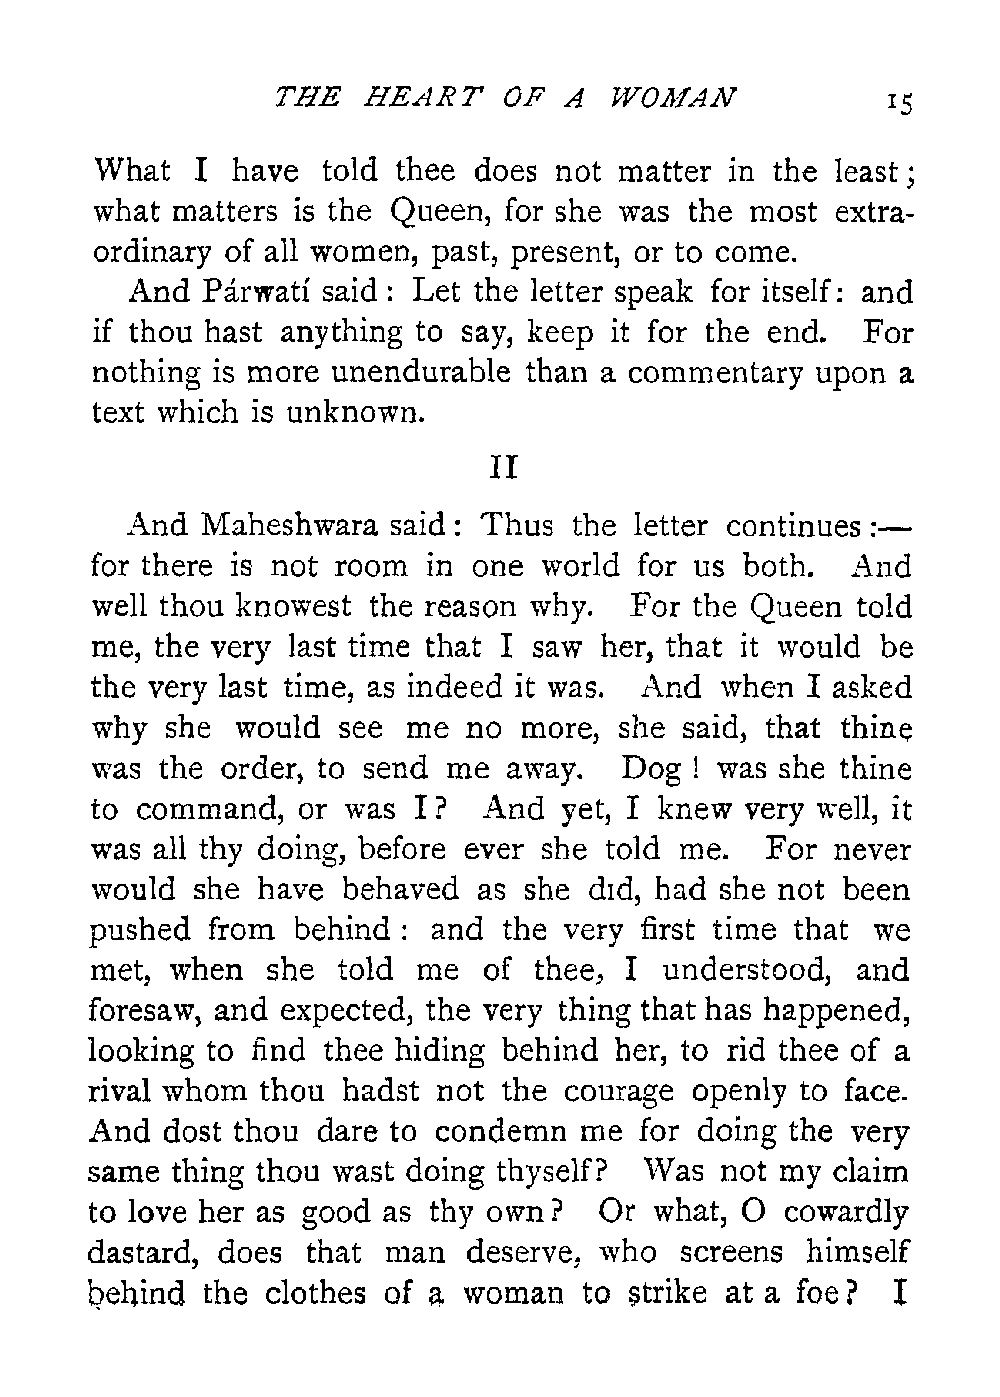 THE HEART OF A WOMAN 15
What I have told thee does not matter in the least;
what matters is the Queen, for she was the most extra-
ordinary of all women, past, present, or to come.
And Párwatí said: Let the letter speak for itself: and
if thou hast anything to say, keep it for the end. For
nothing is more unendurable than a commentary upon a
text which is unknown.
II
And Maheshwara said: Thus the letter continues:—
for there is not room in one world for us both. And
well thou knowest the reason why. For the Queen told
me, the very last time that I saw her, that it would be
the very last time, as indeed it was. And when I asked
why she would see me no more, she said, that thine
was the order, to send me away. Dog! was she thine
to command, or was I? And yet, I knew very well, it
was all thy doing, before ever she told me. For never
would she have behaved as she did, had she not been
pushed from behind: and the very first time that we
met, when she told me of thee, I understood, and
foresaw, and expected, the very thing that has happened,
looking to find thee hiding behind her, to rid thee of a
rival whom thou hadst not the courage openly to face.
And dost thou dare to condemn me for doing the very
same thing thou wast doing thyself? Was not my claim
to love her as good as thy own? Or what, O cowardly
dastard, does that man deserve, who screens himself
behind the clothes of a woman to strike at a foe? I